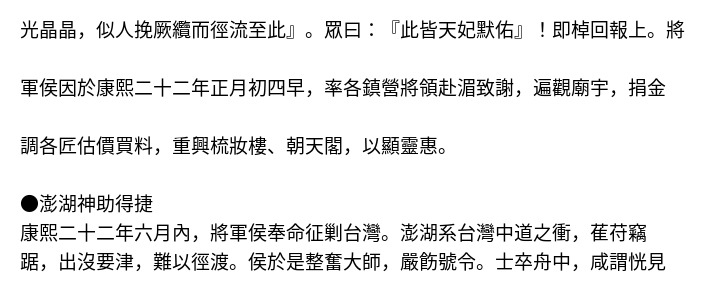 光晶晶，似人挽厥纜而徑流至此』。眾曰：『此皆天妃默佑』！即棹回報上。將
軍侯因於康熙二十二年正月初四早，率各鎮營將領赴湄致謝，遍觀廟宇，捐金
調各匠估價買料，重興梳妝樓、朝天閣，以顯靈惠。
●澎湖神助得捷
康熙二十二年六月內，將軍侯奉命征剿台灣。澎湖系台灣中道之衝，萑苻竊
踞，出沒要津，難以徑渡。侯於是整奮大師，嚴飭號令。士卒舟中，咸謂恍見